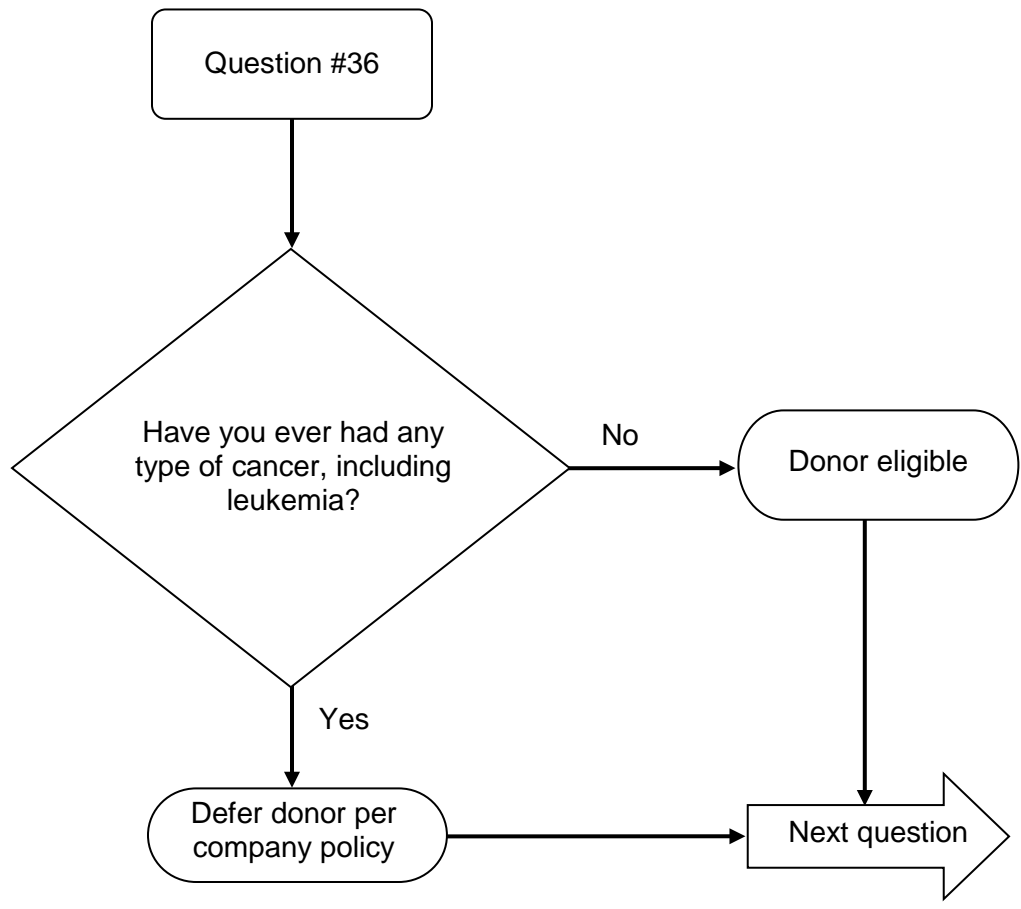 Question #36
Have you ever had any
type of cancer, including
leukemia?
No
Donor eligible
Yes
Defer donor per
company policy
Next question